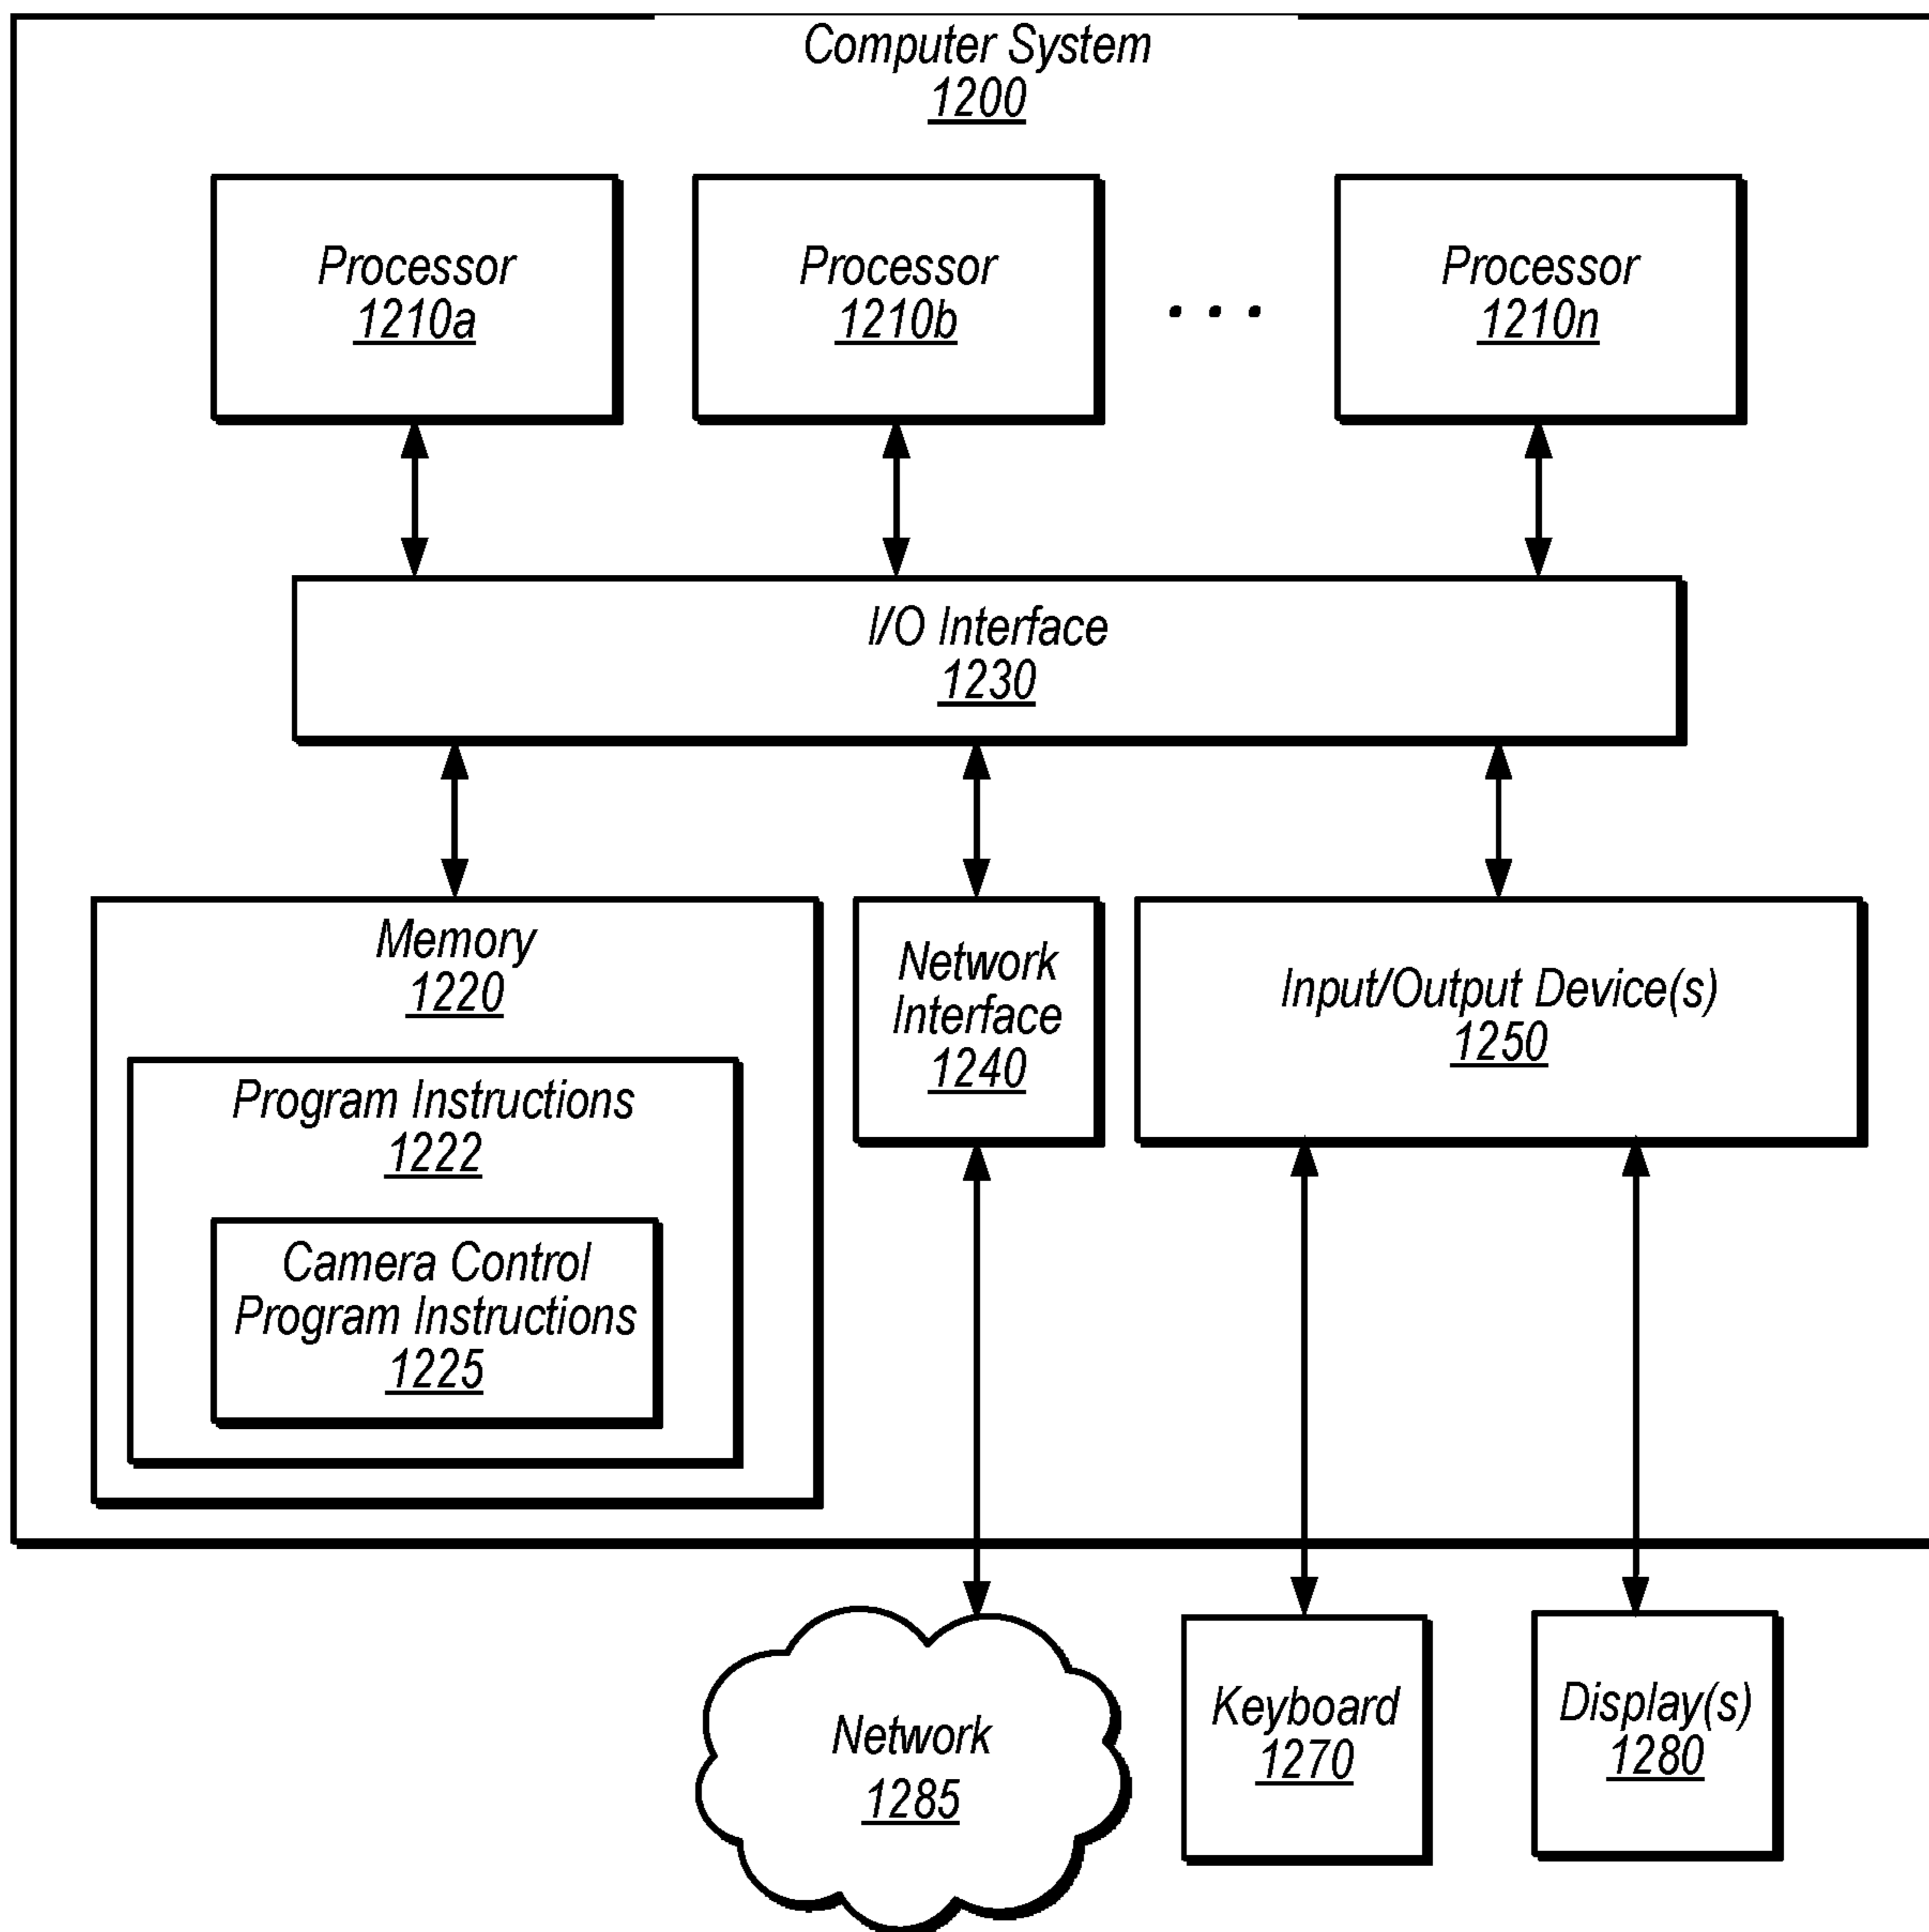 Computer System
1200
Processor
1210a
Processor
1210b
. . .
Processor
1210n
I/O Interface
1230
Memory
1220
Program Instructions
1222
Camera Control
Program Instructions
1225
Network
Interface
1240
Input/Output Device(s)
1250
Network
1285
Keyboard
1270
Display(s)
1280